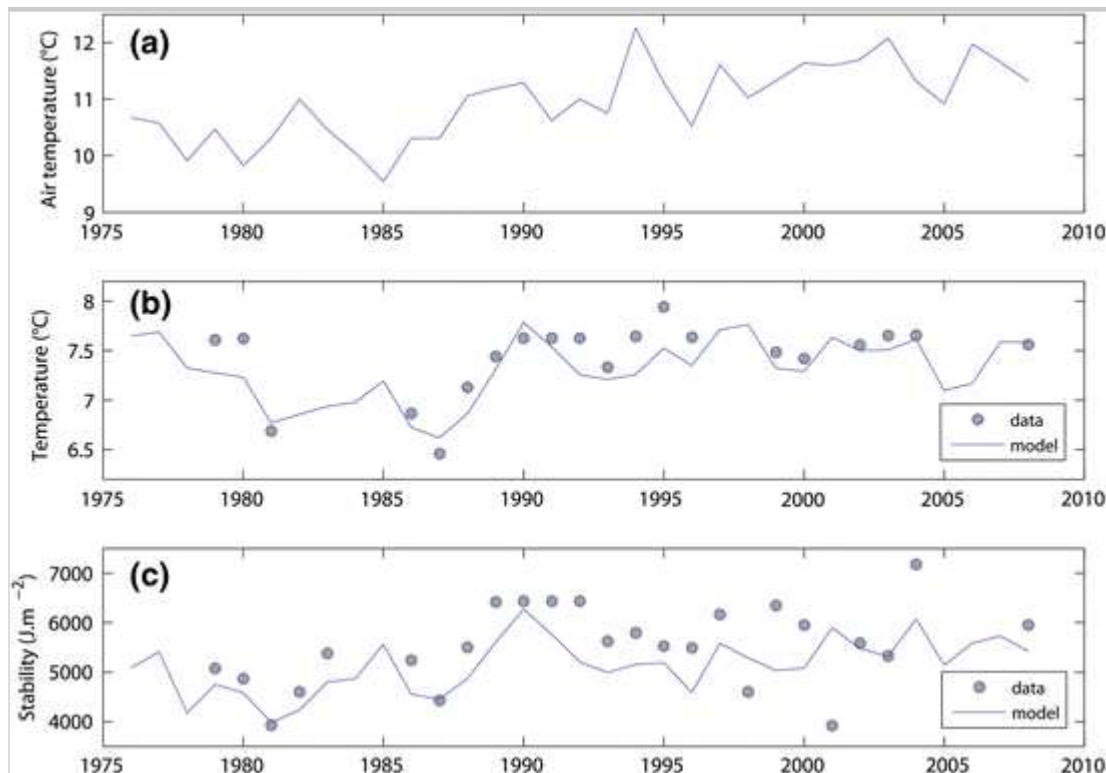 (a)
Air temperature (°C)
12
11
10
9
1975 1980 1985 1990 1995 2000 2005 2010
(b)
Temperature (°C)
8
7.5
7
6.5
data
model
1975 1980 1985 1990 1995 2000 2005 2010
(c)
Stability (J.m⁻²)
7000
6000
5000
4000
data
model
1975 1980 1985 1990 1995 2000 2005 2010